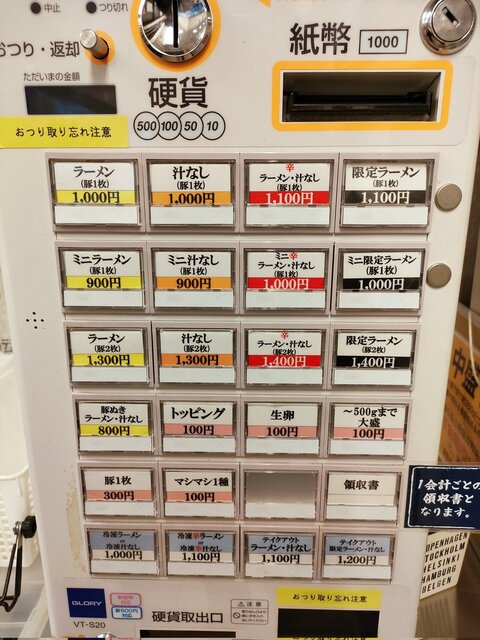 中止
つり切れ
おつり・返却
紙幣
1000
ただいまの金額
硬貨
500 100 50 10
おつり取り忘れ注意
ラーメン
(豚1枚)
1,000円
汁なし
(豚1枚)
1,000円
辛
ラーメン・汁なし
(豚1枚)
1,100円
限定ラーメン
(豚1枚)
1,100円
ミニラーメン
(豚1枚)
900円
ミニ汁なし
(豚1枚)
900円
ミニ辛
ラーメン・汁なし
(豚1枚)
1,000円
ミニ限定ラーメン
(豚1枚)
1,000円
ラーメン
(豚2枚)
1,300円
汁なし
(豚2枚)
1,300円
辛
ラーメン・汁なし
(豚2枚)
1,400円
限定ラーメン
(豚2枚)
1,400円
豚ぬき
ラーメン・汁なし
800円
トッピング
100円
生卵
100円
～500gまで
大盛
100円
豚1枚
300円
マシマシ1種
100円
領収書
1会計ごとの
領収書と
なります。
冷凍ラーメン
or
冷凍汁なし
1,000円
冷凍辛ラーメン
or
冷凍辛汁なし
1,100円
テイクアウト
ラーメン・汁なし
1,100円
テイクアウト
限定ラーメン・汁なし
1,200円
COPENHAGEN
STOCKHOLM
HELSINKI
HAMBURG
BELGEN
GLORY
新紙幣
対応
新500円
対応
VT-S20
硬貨取出口
注意
おつり取り忘れ注意